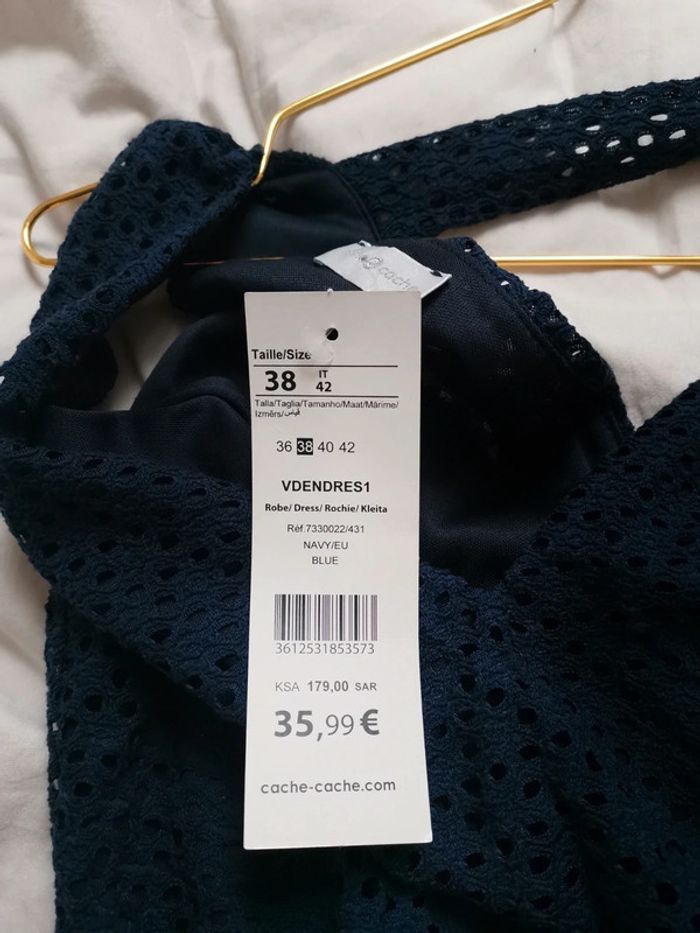 cache
Taille/Size
38 IT 42
Talla/Taglia/Tamanho/Maat/Mărime/
Izmērs/قياس
36 38 40 42
VDENDRES1
Robe/ Dress/ Rochie/ Kleita
Réf.7330022/431
NAVY/EU
BLUE
3612531853573
KSA 179,00 SAR
35,99 €
cache-cache.com